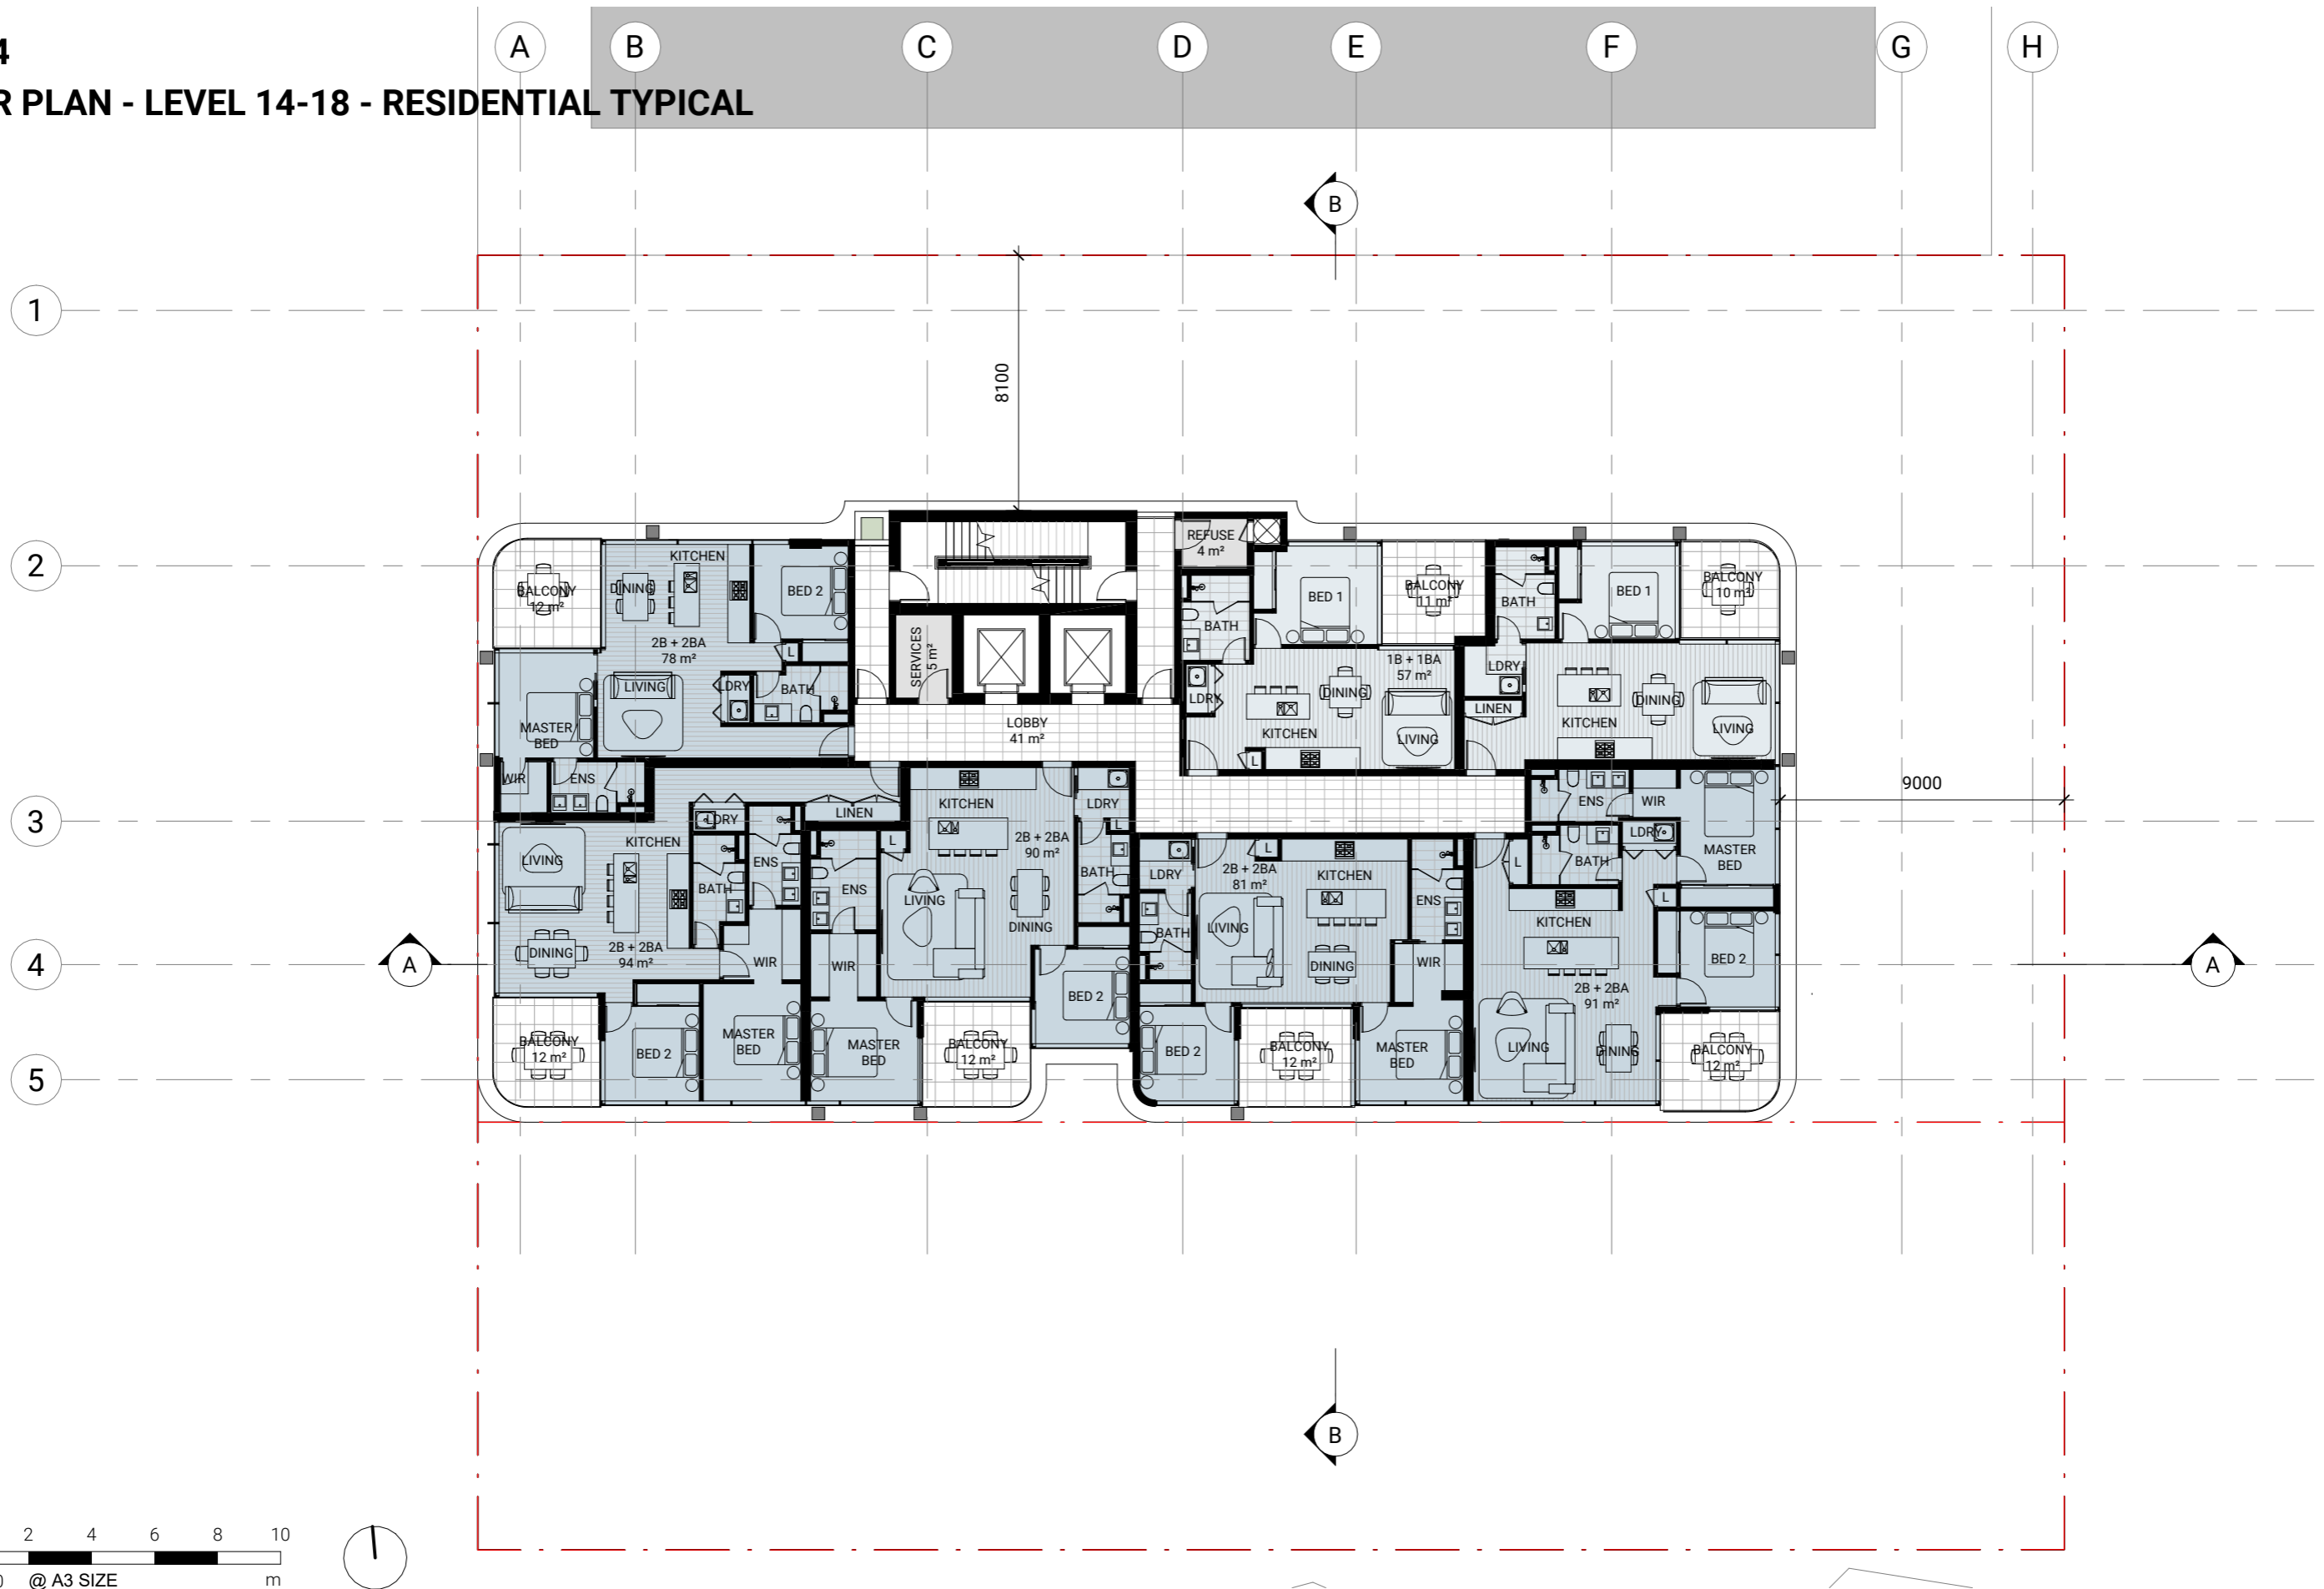 4
R PLAN - LEVEL 14-18 - RESIDENTIAL TYPICAL
A
B
C
D
E
F
G
H
B
1
8100
2
REFUSE
4 m²
KITCHEN
BED 2
BALCONY
12 m²
DINING
2B + 2BA
78 m²
L
LIVING
LDRY
BATH
MASTER
BED
WIR
ENS
SERVICES
5 m²
LOBBY
41 m²
BED 1
BALCONY
11 m²
BATH
LDRY
1B + 1BA
57 m²
DINING
KITCHEN
LIVING
L
BATH
BED 1
BALCONY
10 m²
LDRY
LINEN
DINING
KITCHEN
LIVING
9000
3
LIVING
KITCHEN
LDRY
LINEN
ENS
BATH
DINING
2B + 2BA
94 m²
WIR
BALCONY
12 m²
BED 2
MASTER
BED
KITCHEN
LDRY
L
L
2B + 2BA
90 m²
ENS
LIVING
BATH
DINING
WIR
BED 2
MASTER
BED
BALCONY
12 m²
L
LDRY
2B + 2BA
81 m²
KITCHEN
ENS
LIVING
BATH
DINING
WIR
BED 2
BALCONY
12 m²
MASTER
BED
ENS
WIR
LDRY
L
BATH
MASTER
BED
L
KITCHEN
BED 2
2B + 2BA
91 m²
LIVING
DINING
BALCONY
12 m²
4
A
A
5
B
2
4
6
8
10
@ A3 SIZE
m